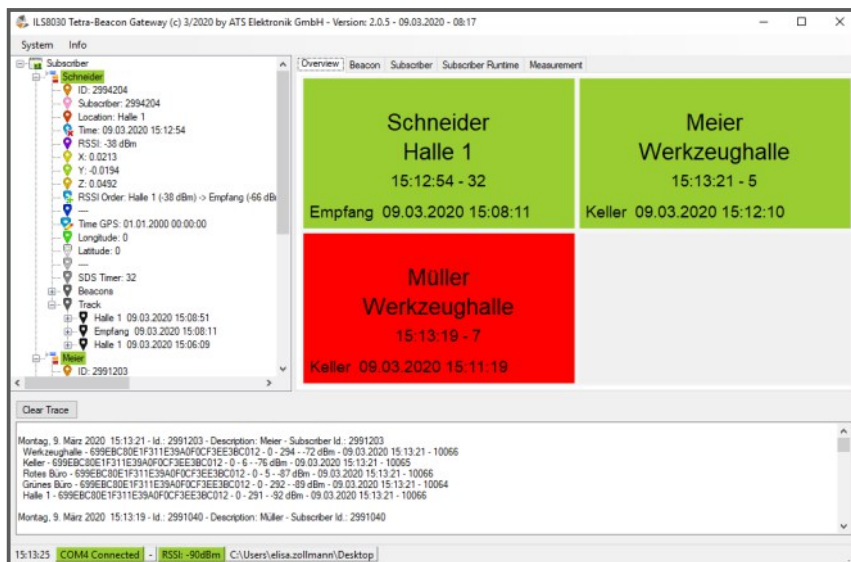 ILS8030 Tetra-Beacon Gateway (c) 3/2020 by ATS Elektronik GmbH - Version: 2.0.5 - 09.03.2020 - 08:17
System Info
Subscriber
Schneider
ID: 2994204
Subscriber: 2994204
Location: Halle 1
Time: 09.03.2020 15:12:54
RSSI: -38 dBm
X: 0.0213
Y: -0.0194
Z: 0.0492
RSSI Order: Halle 1 (-38 dBm) -> Empfang (-66 dBm
---
Time GPS: 01.01.2000 00:00:00
Longitude: 0
Latitude: 0
---
SDS Timer: 32
Beacons
Track
Halle 1 09.03.2020 15:08:51
Empfang 09.03.2020 15:08:11
Halle 1 09.03.2020 15:06:09
Meier
ID: 2991203
Overview Beacon Subscriber Subscriber Runtime Measurement
Schneider
Halle 1
15:12:54 - 32
Empfang 09.03.2020 15:08:11
Meier
Werkzeughalle
15:13:21 - 5
Keller 09.03.2020 15:12:10
Müller
Werkzeughalle
15:13:19 - 7
Keller 09.03.2020 15:11:19
Clear Trace
Montag, 9. März 2020 15:13:21 - Id.: 2991203 - Description: Meier - Subscriber Id.: 2991203
Werkzeughalle - 699EBC80E1F311E39A0F0CF3EE3BC012 - 0 - 294 - -72 dBm - 09.03.2020 15:13:21 - 10066
Keller - 699EBC80E1F311E39A0F0CF3EE3BC012 - 0 - 6 - -76 dBm - 09.03.2020 15:13:21 - 10065
Rotes Büro - 699EBC80E1F311E39A0F0CF3EE3BC012 - 0 - 5 - -87 dBm - 09.03.2020 15:13:21 - 10066
Grünes Büro - 699EBC80E1F311E39A0F0CF3EE3BC012 - 0 - 292 - -89 dBm - 09.03.2020 15:13:21 - 10064
Halle 1 - 699EBC80E1F311E39A0F0CF3EE3BC012 - 0 - 291 - -92 dBm - 09.03.2020 15:13:21 - 10066
Montag, 9. März 2020 15:13:19 - Id.: 2991040 - Description: Müller - Subscriber Id.: 2991040
15:13:25 COM4 Connected - RSSI: -90dBm C:\Users\elisa.zollmann\Desktop